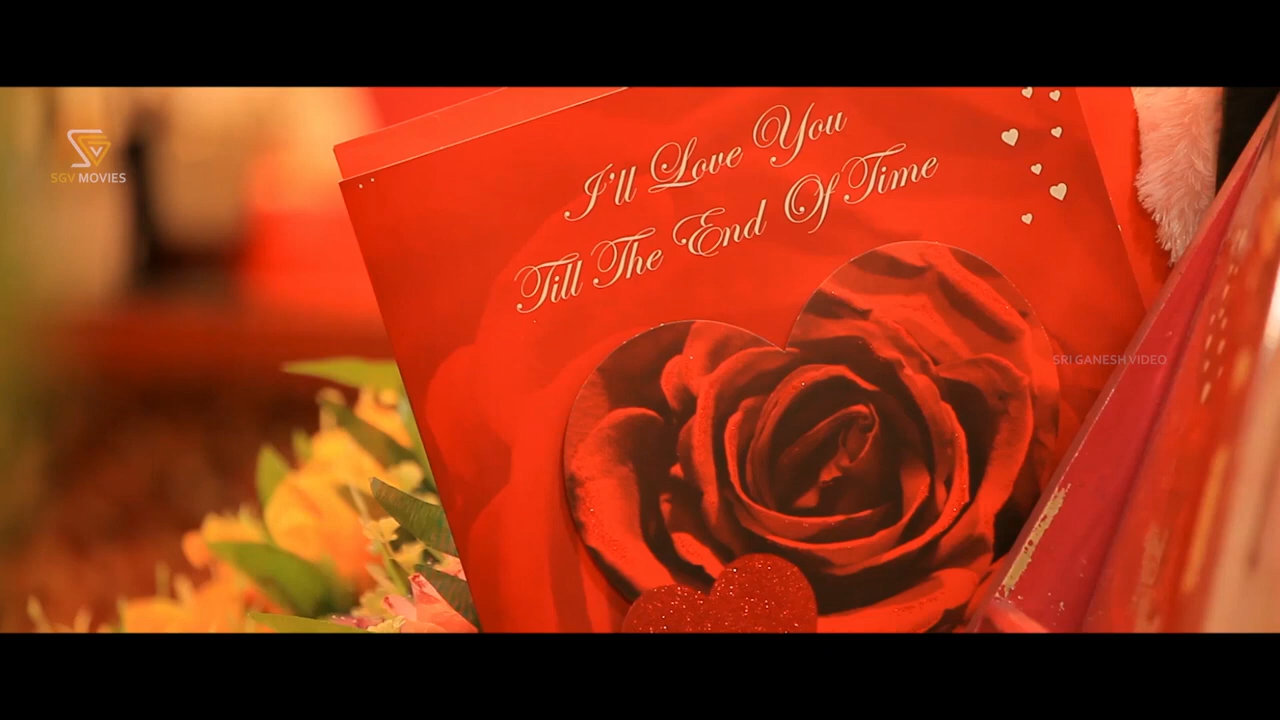 SGV MOVIES
I'll Love You
Till The End Of Time
SRI GANESH VIDEO